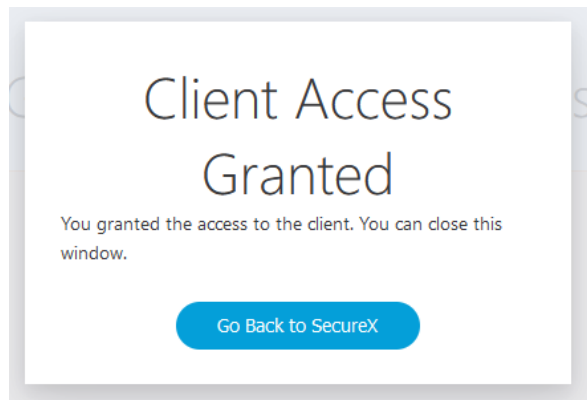 Client Access
Granted
You granted the access to the client. You can close this
window.
Go Back to SecureX